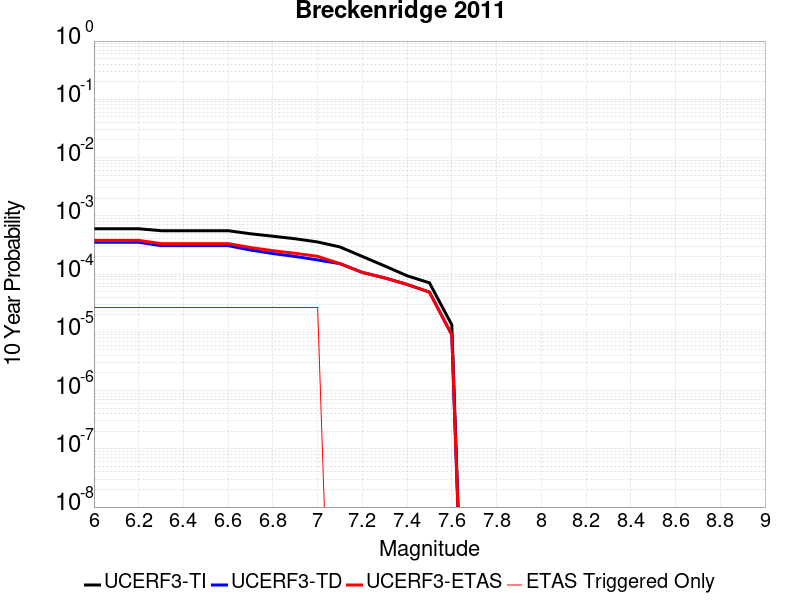 Breckenridge 2011
10 Year Probability
10^0
10^-1
10^-2
10^-3
10^-4
10^-5
10^-6
10^-7
10^-8
6 6.2 6.4 6.6 6.8 7 7.2 7.4 7.6 7.8 8 8.2 8.4 8.6 8.8 9
Magnitude
UCERF3-TI UCERF3-TD UCERF3-ETAS ETAS Triggered Only